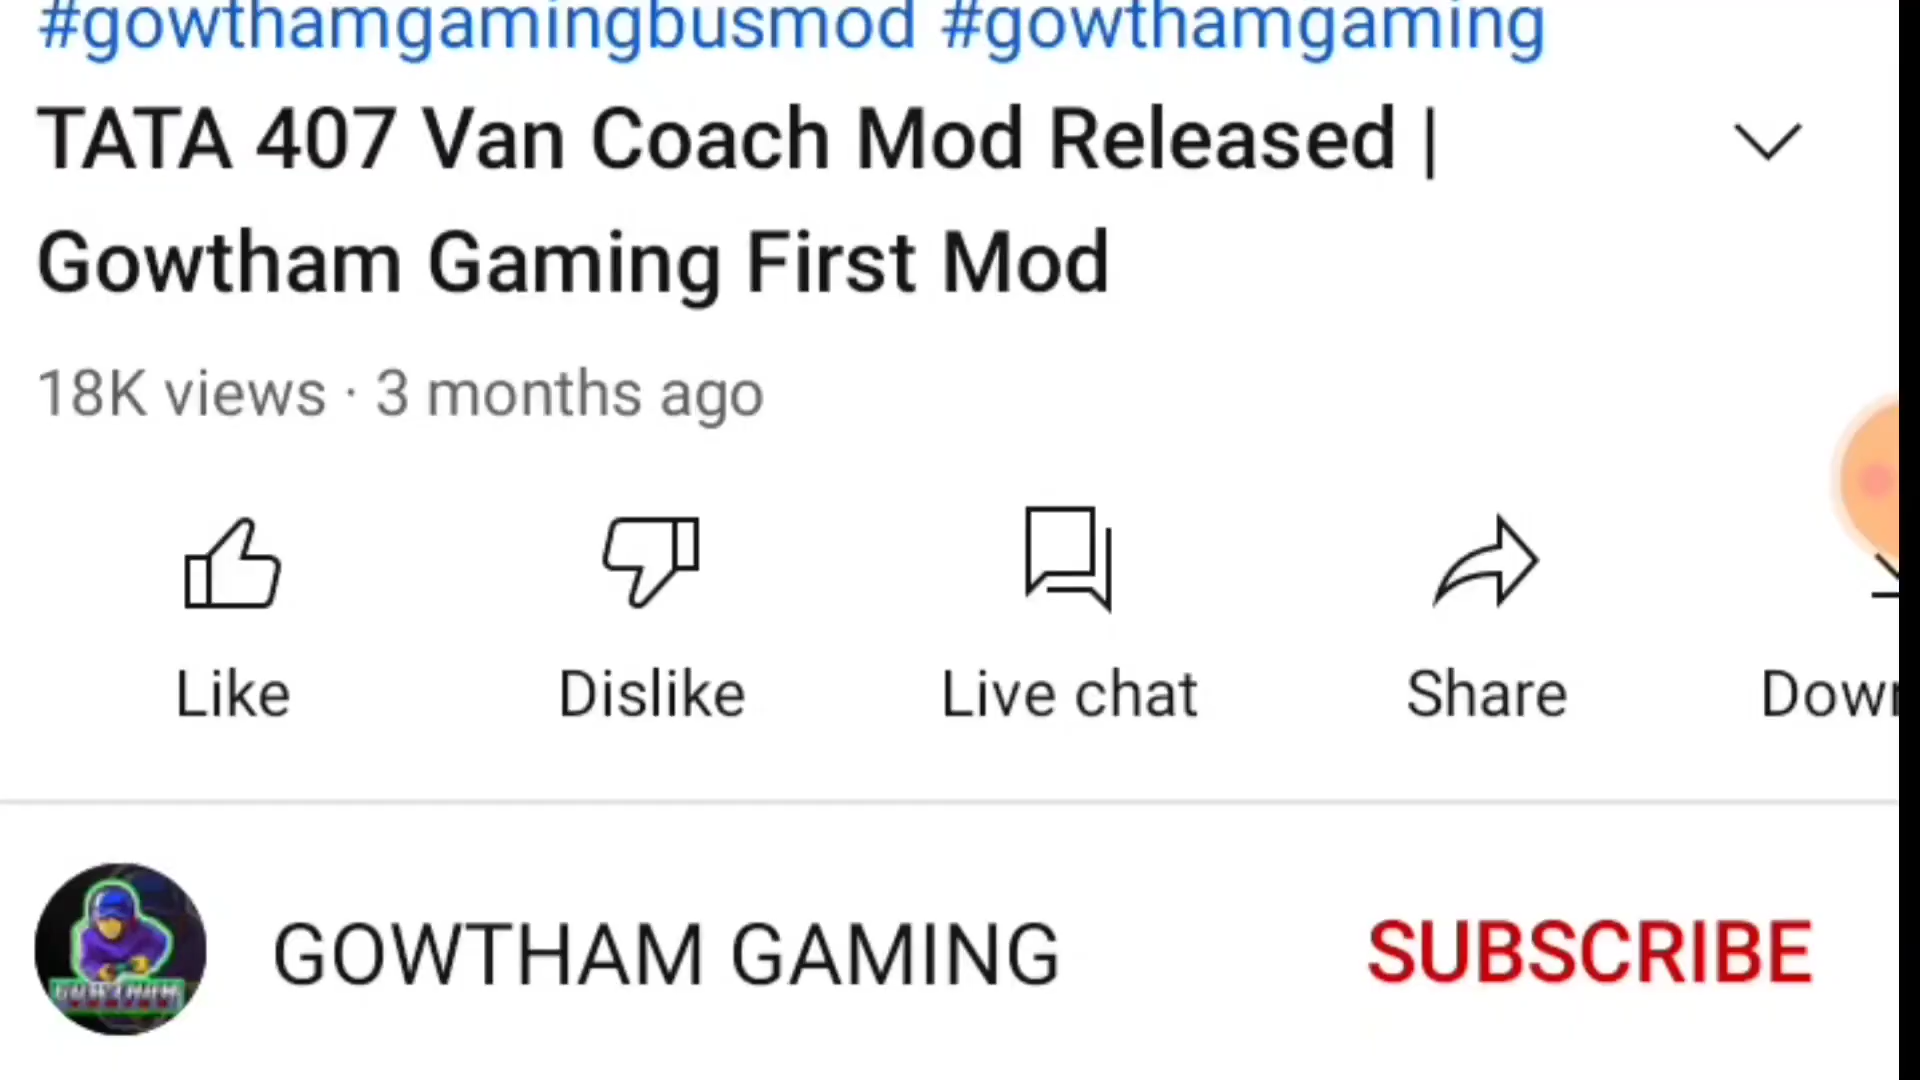 #gowthamgamingbusmod #gowthamgaming
TATA 407 Van Coach Mod Released |
Gowtham Gaming First Mod
18K views · 3 months ago
Like Dislike Live chat Share Down
GOWTHAM GAMING SUBSCRIBE